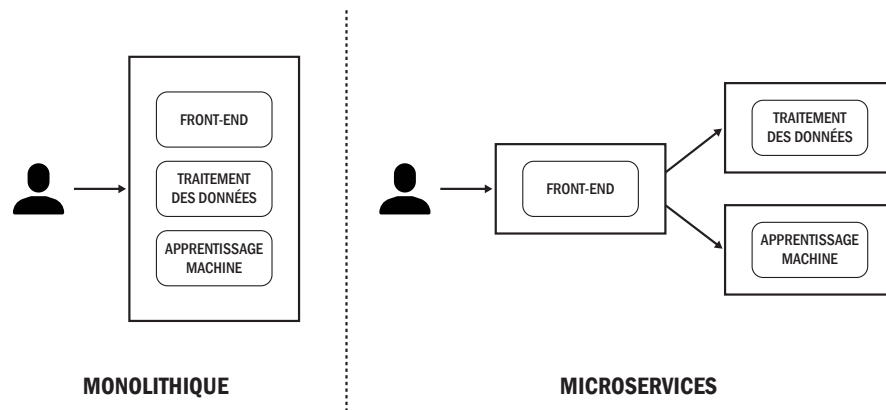 FRONT-END
TRAITEMENT
DES DONNÉES
APPRENTISSAGE
MACHINE
MONOLITHIQUE
FRONT-END
TRAITEMENT
DES DONNÉES
APPRENTISSAGE
MACHINE
MICROSERVICES